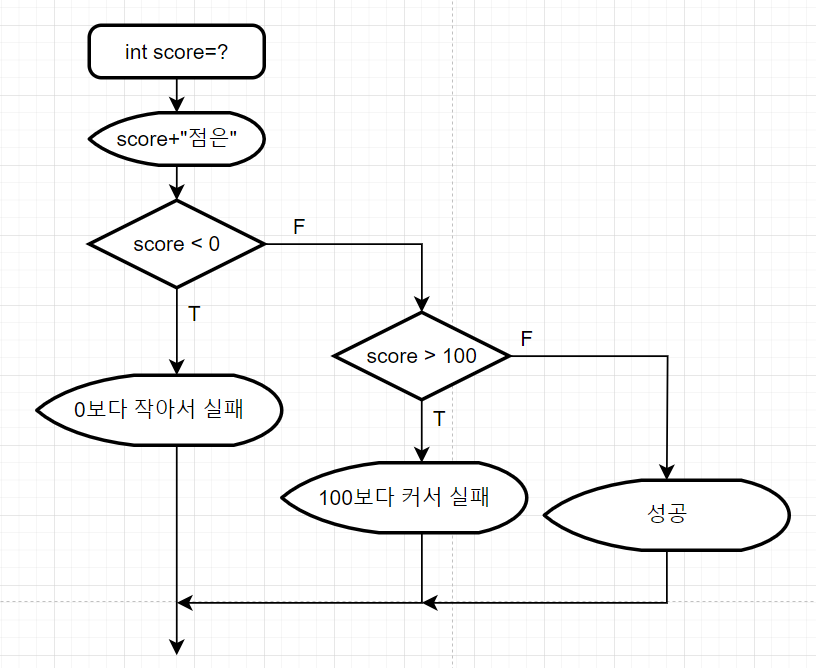 int score=?
score+"점은"
score < 0
F
T
score > 100
F
0보다 작아서 실패
T
100보다 커서 실패
성공